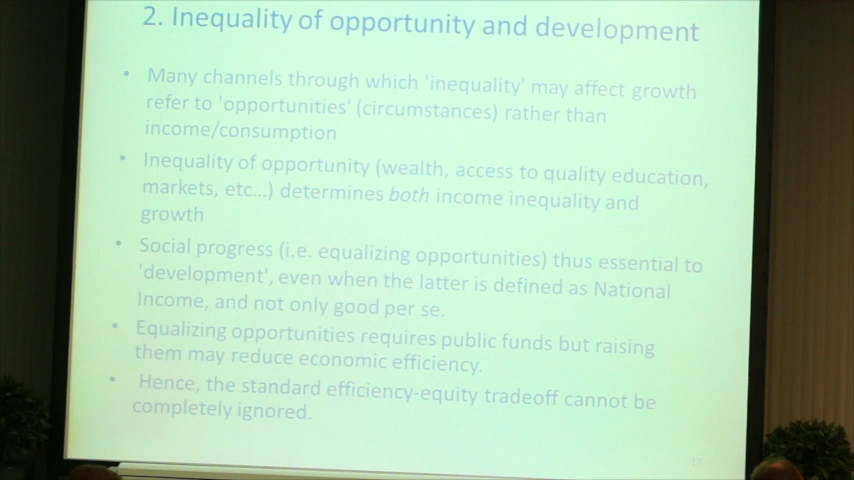 2. Inequality of opportunity and development
• Many channels through which 'inequality' may affect growth
refer to 'opportunities' (circumstances) rather than
income/consumption
• Inequality of opportunity (wealth, access to quality education,
markets, etc...) determines both income inequality and
growth
• Social progress (i.e. equalizing opportunities) thus essential to
'development', even when the latter is defined as National
Income, and not only good per se.
• Equalizing opportunities requires public funds but raising
them may reduce economic efficiency.
• Hence, the standard efficiency-equity tradeoff cannot be
completely ignored.
17